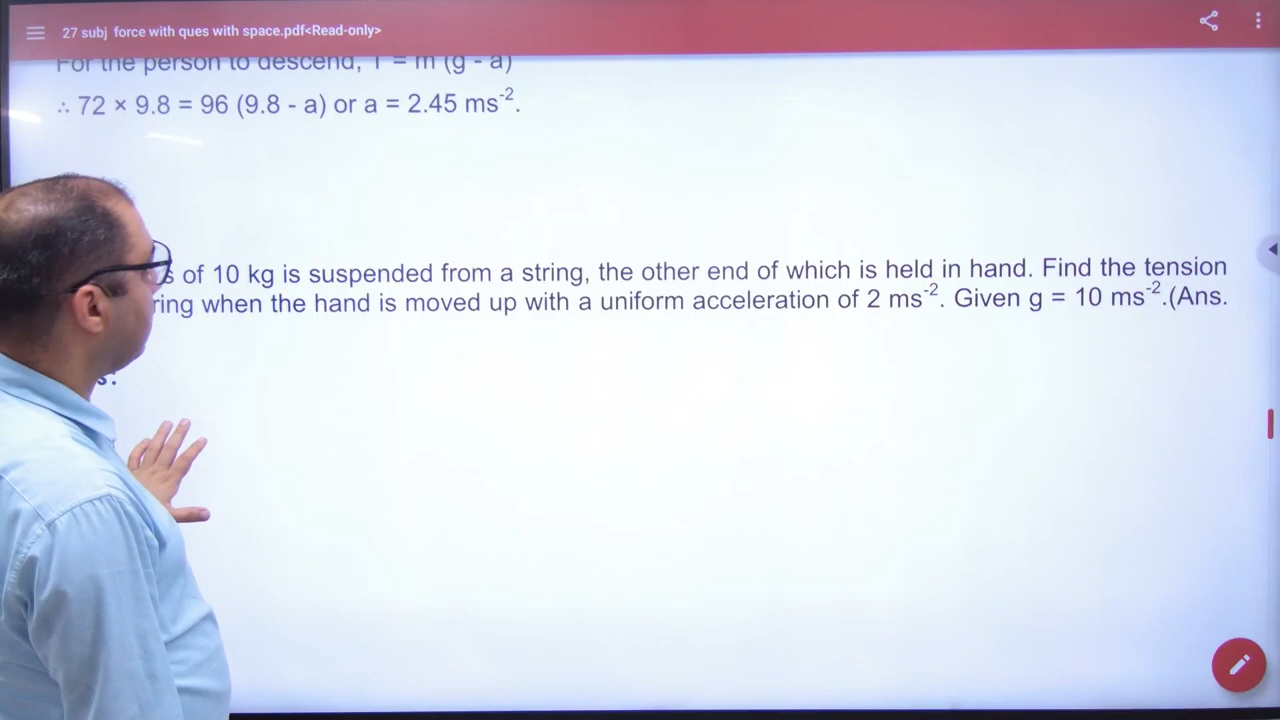 27 subj force with ques with space.pdf<Read-only>
For the person to descend, T = m (g - a)
∴ 72 × 9.8 = 96 (9.8 - a) or a = 2.45 ms⁻².
of 10 kg is suspended from a string, the other end of which is held in hand. Find the tension
when the hand is moved up with a uniform acceleration of 2 ms⁻². Given g = 10 ms⁻².(Ans.